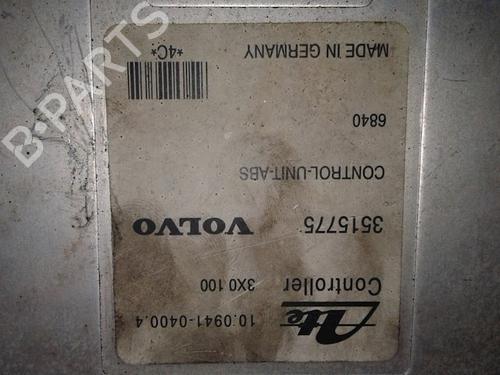 Ate 10.0941-0400.4
Controller 3X0 100
3515775 VOLVO
CONTROL-UNIT-ABS
6840
*4C*
MADE IN GERMANY
B-PARTS